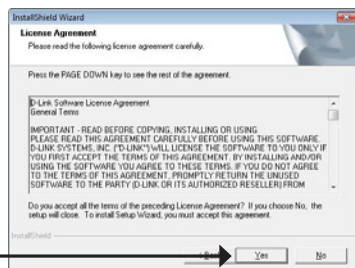 InstallShield Wizard
License Agreement
Please read the following license agreement carefully.
Press the PAGE DOWN key to see the rest of the agreement.
D-Link Software License Agreement
General Terms
IMPORTANT - READ BEFORE COPYING, INSTALLING OR USING
PLEASE READ THIS AGREEMENT CAREFULLY BEFORE USING THIS SOFTWARE.
D-LINK SYSTEMS, INC. ("D-LINK") WILL LICENSE THE SOFTWARE TO YOU ONLY IF
YOU FIRST ACCEPT THE TERMS OF THIS AGREEMENT. BY INSTALLING AND/OR
USING THE SOFTWARE YOU AGREE TO THESE TERMS. IF YOU DO NOT AGREE
TO THE TERMS OF THIS AGREEMENT, PROMPTLY RETURN THE UNUSED
SOFTWARE TO THE PARTY (D-LINK OR ITS AUTHORIZED RESELLER) FROM
Do you accept all the terms of the preceding License Agreement? If you choose No, the
setup will close. To install Setup Wizard, you must accept this agreement.
InstallShield
Yes No